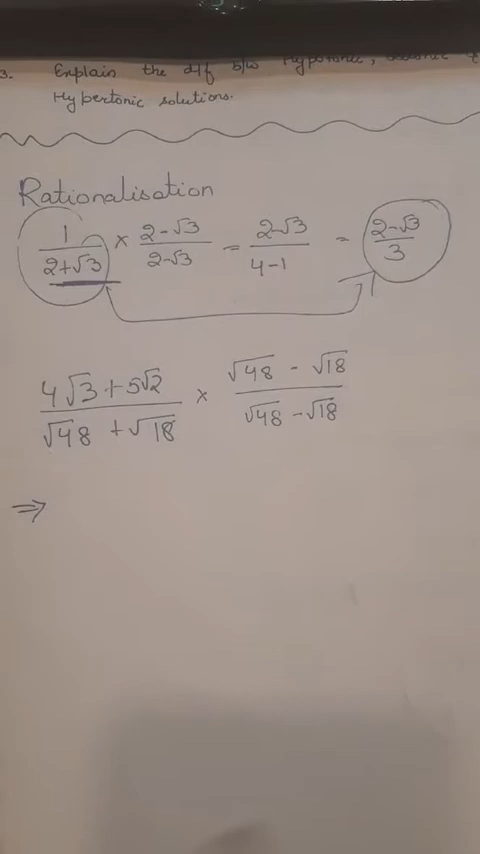 3. Explain the dif b/w Hypotonic,
Hypertonic solutions.
Rationalisation
1/(2+√3) × (2-√3)/(2-√3) = (2-√3)/(4-1) = (2-√3)/3
(4√3+5√2)/(√48+√18) × (√48-√18)/(√48-√18)
⇒